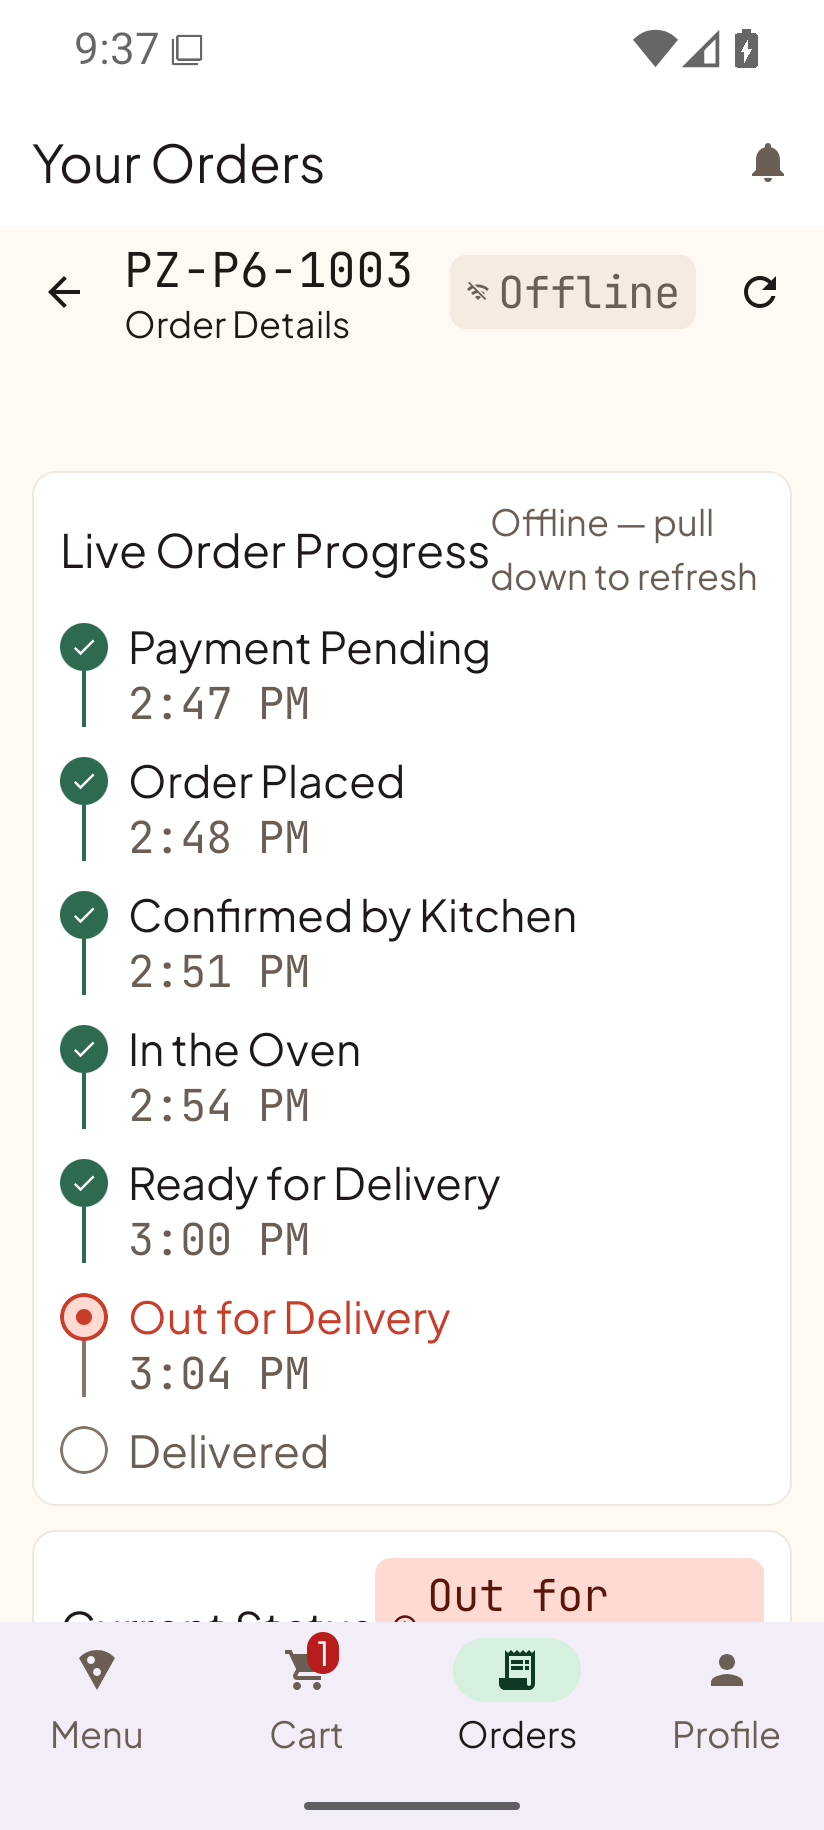 9:37
Your Orders
PZ-P6-1003
Order Details
Offline
Live Order Progress
Offline — pull
down to refresh
Payment Pending
2:47 PM
Order Placed
2:48 PM
Confirmed by Kitchen
2:51 PM
In the Oven
2:54 PM
Ready for Delivery
3:00 PM
Out for Delivery
3:04 PM
Delivered
Current Status
Out for
1
Menu
Cart
Orders
Profile